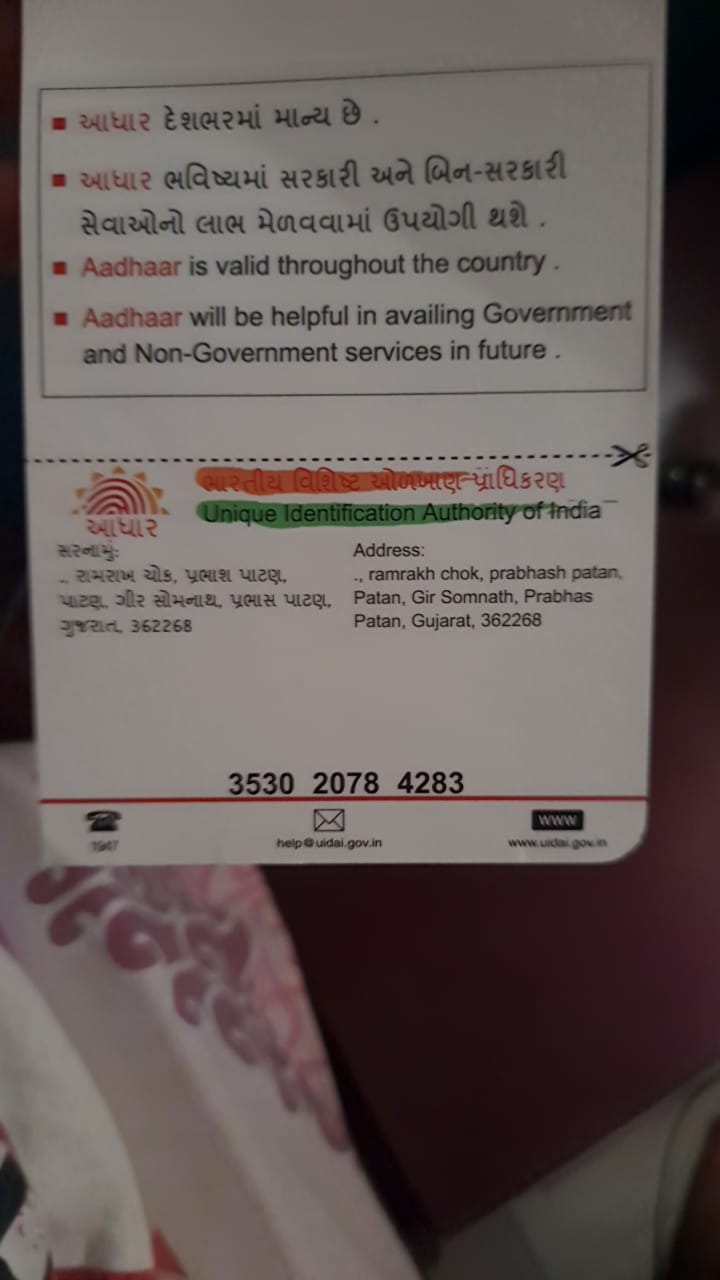 ■ આધાર દેશભરમાં માન્ય છે .
■ આધાર ભવિષ્યમાં સરકારી અને બિન-સરકારી
સેવાઓનો લાભ મેળવવામાં ઉપયોગી થશે .
■ Aadhaar is valid throughout the country .
■ Aadhaar will be helpful in availing Government
and Non-Government services in future .
ભારતીય વિશિષ્ટ ઓળખાણ પ્રાધિકરણ
Unique Identification Authority of India
આધાર
સરનામું:
., રામરાખ ચોક, પ્રભાશ પાટણ,
પાટણ, ગીર સોમનાથ, પ્રભાસ પાટણ,
ગુજરાત, 362268
Address:
., ramrakh chok, prabhash patan,
Patan, Gir Somnath, Prabhas
Patan, Gujarat, 362268
3530 2078 4283
1947
help@uidai.gov.in
WWW
www.uidai.gov.in